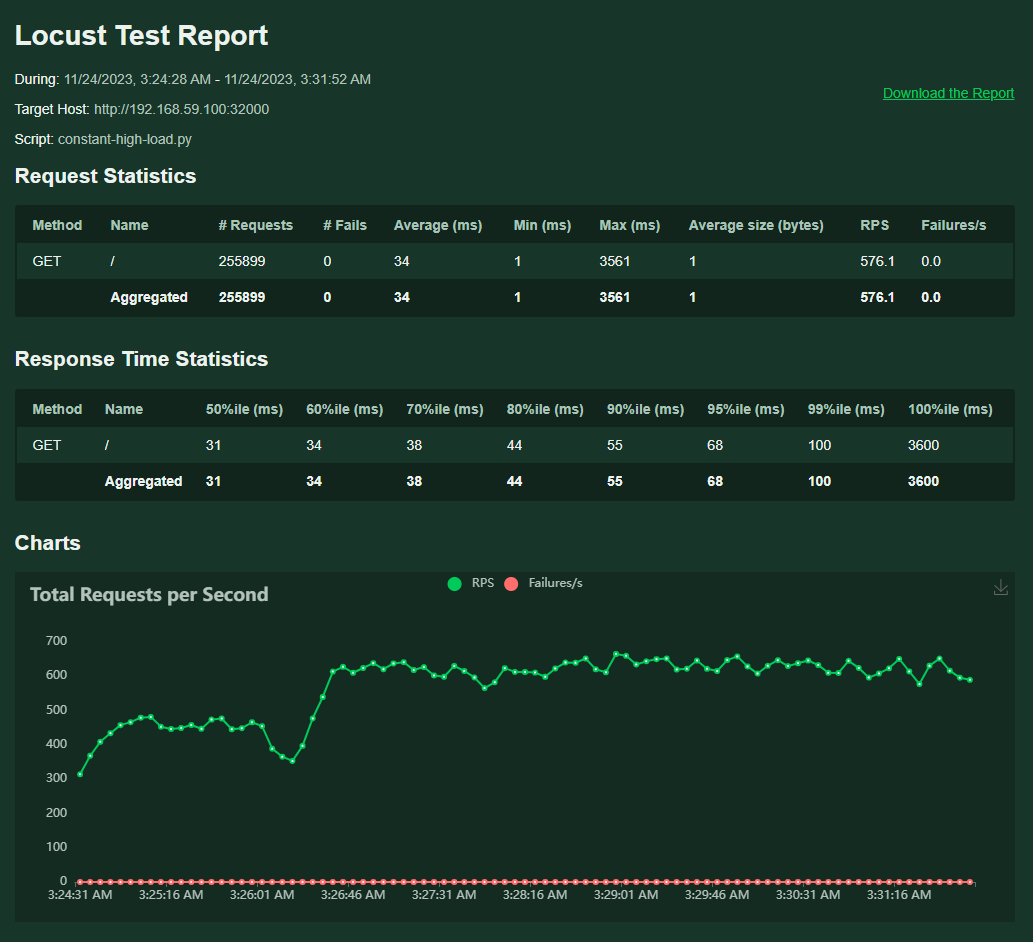 Locust Test Report
During: 11/24/2023, 3:24:28 AM - 11/24/2023, 3:31:52 AM
Download the Report
Target Host: http://192.168.59.100:32000
Script: constant-high-load.py
Request Statistics
Method Name # Requests # Fails Average (ms) Min (ms) Max (ms) Average size (bytes) RPS Failures/s
GET / 255899 0 34 1 3561 1 576.1 0.0
Aggregated 255899 0 34 1 3561 1 576.1 0.0
Response Time Statistics
Method Name 50%ile (ms) 60%ile (ms) 70%ile (ms) 80%ile (ms) 90%ile (ms) 95%ile (ms) 99%ile (ms) 100%ile (ms)
GET / 31 34 38 44 55 68 100 3600
Aggregated 31 34 38 44 55 68 100 3600
Charts
RPS Failures/s
Total Requests per Second
700
600
500
400
300
200
100
0
3:24:31 AM 3:25:16 AM 3:26:01 AM 3:26:46 AM 3:27:31 AM 3:28:16 AM 3:29:01 AM 3:29:46 AM 3:30:31 AM 3:31:16 AM